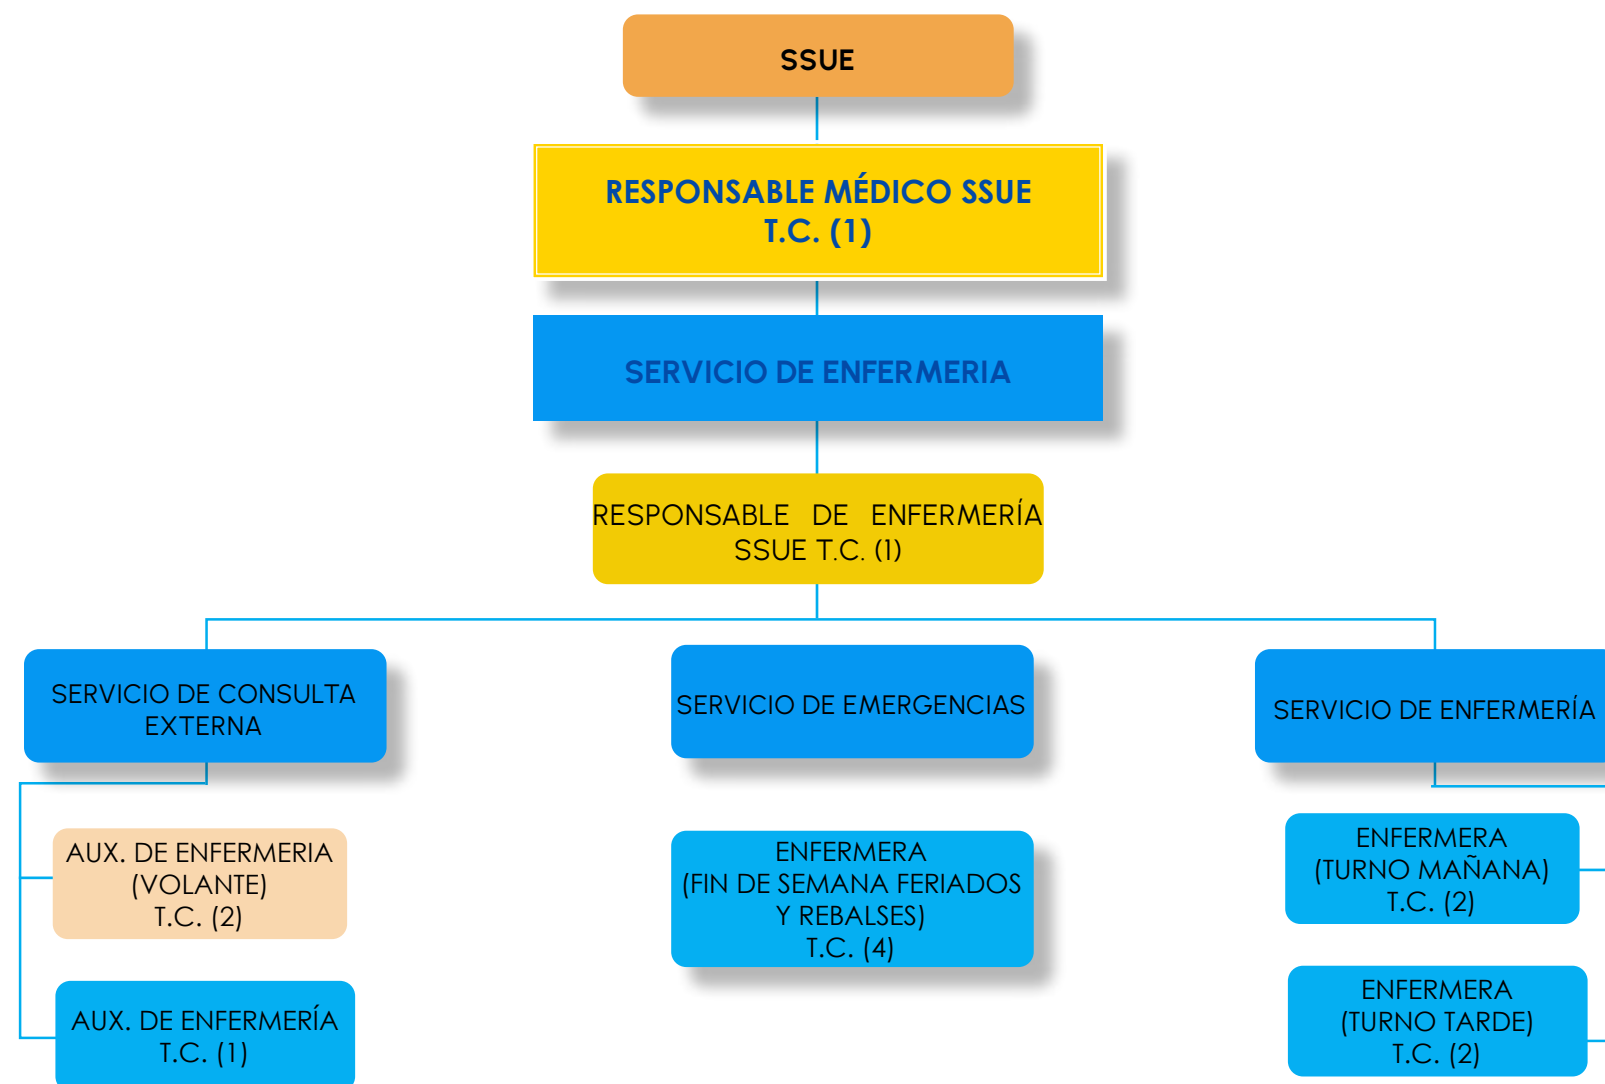 SSUE
RESPONSABLE MÉDICO SSUE
T.C. (1)
SERVICIO DE ENFERMERIA
RESPONSABLE DE ENFERMERÍA
SSUE T.C. (1)
SERVICIO DE CONSULTA
EXTERNA
SERVICIO DE EMERGENCIAS
SERVICIO DE ENFERMERÍA
AUX. DE ENFERMERIA
(VOLANTE)
T.C. (2)
ENFERMERA
(FIN DE SEMANA FERIADOS
Y REBALSES)
T.C. (4)
ENFERMERA
(TURNO MAÑANA)
T.C. (2)
AUX. DE ENFERMERÍA
T.C. (1)
ENFERMERA
(TURNO TARDE)
T.C. (2)